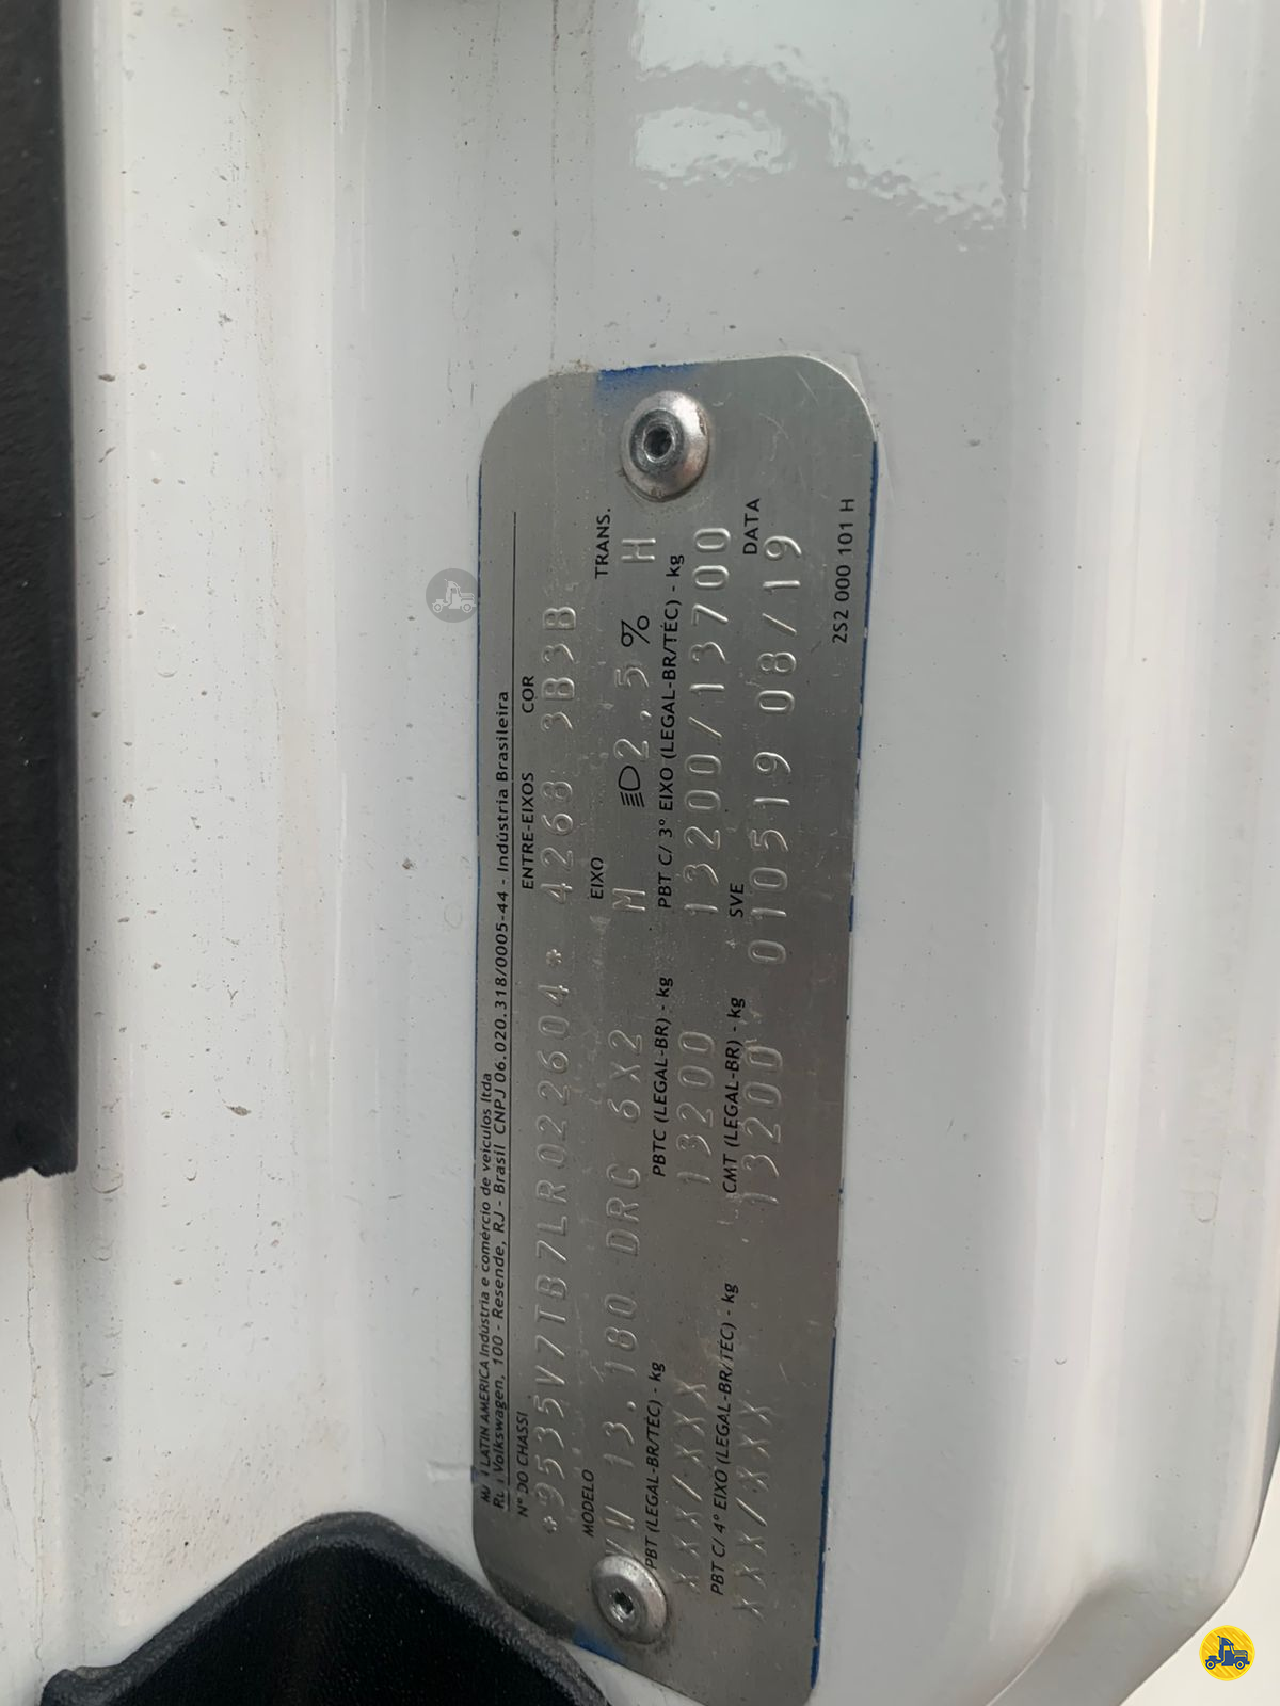 MAN LATIN AMERICA Indústria e comércio de veículos ltda
Volkswagen, 100 - Resende, RJ - Brasil CNPJ 06.020.318/0005-44 - Indústria Brasileira
Nº DO CHASSI ENTRE-EIXOS COR
*9535V7TB7LR022604* 4268 3B3B
MODELO EIXO TRANS.
VW 13.180 DRC 6X2 M 2.5% H
PBT (LEGAL-BR/TÉC) - kg PBTC (LEGAL-BR) - kg PBT C/ 3º EIXO (LEGAL-BR/TÉC) - kg
XXX/XXX 13200 13200/13700
PBT C/ 4º EIXO (LEGAL-BR/TÉC) - kg CMT (LEGAL-BR) - kg SVE DATA
XXX/XXX 13200 010519 08/19
2S2 000 101 H